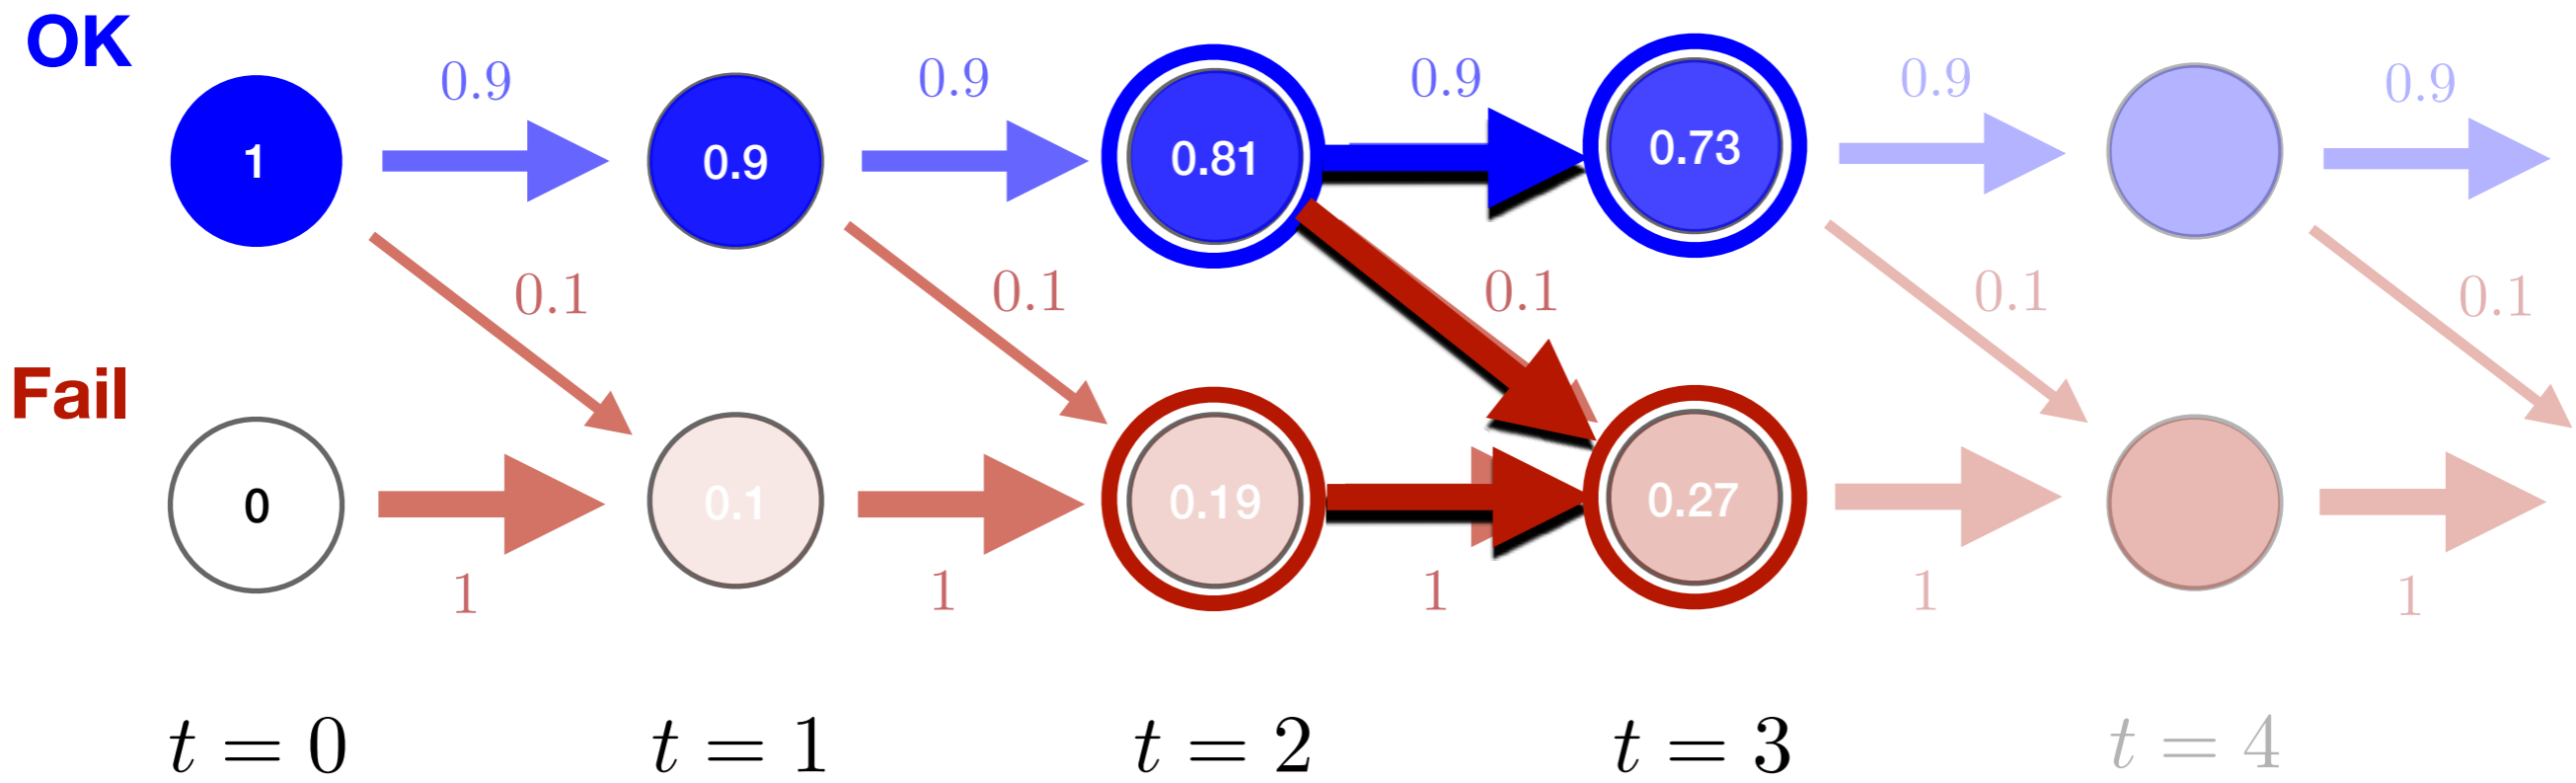 OK
0.9 0.9 0.9 0.9 0.9
1 0.9 0.81 0.73
0.1 0.1 0.1 0.1 0.1
Fail
0 0.1 0.19 0.27
1 1 1 1 1
t = 0 t = 1 t = 2 t = 3 t = 4